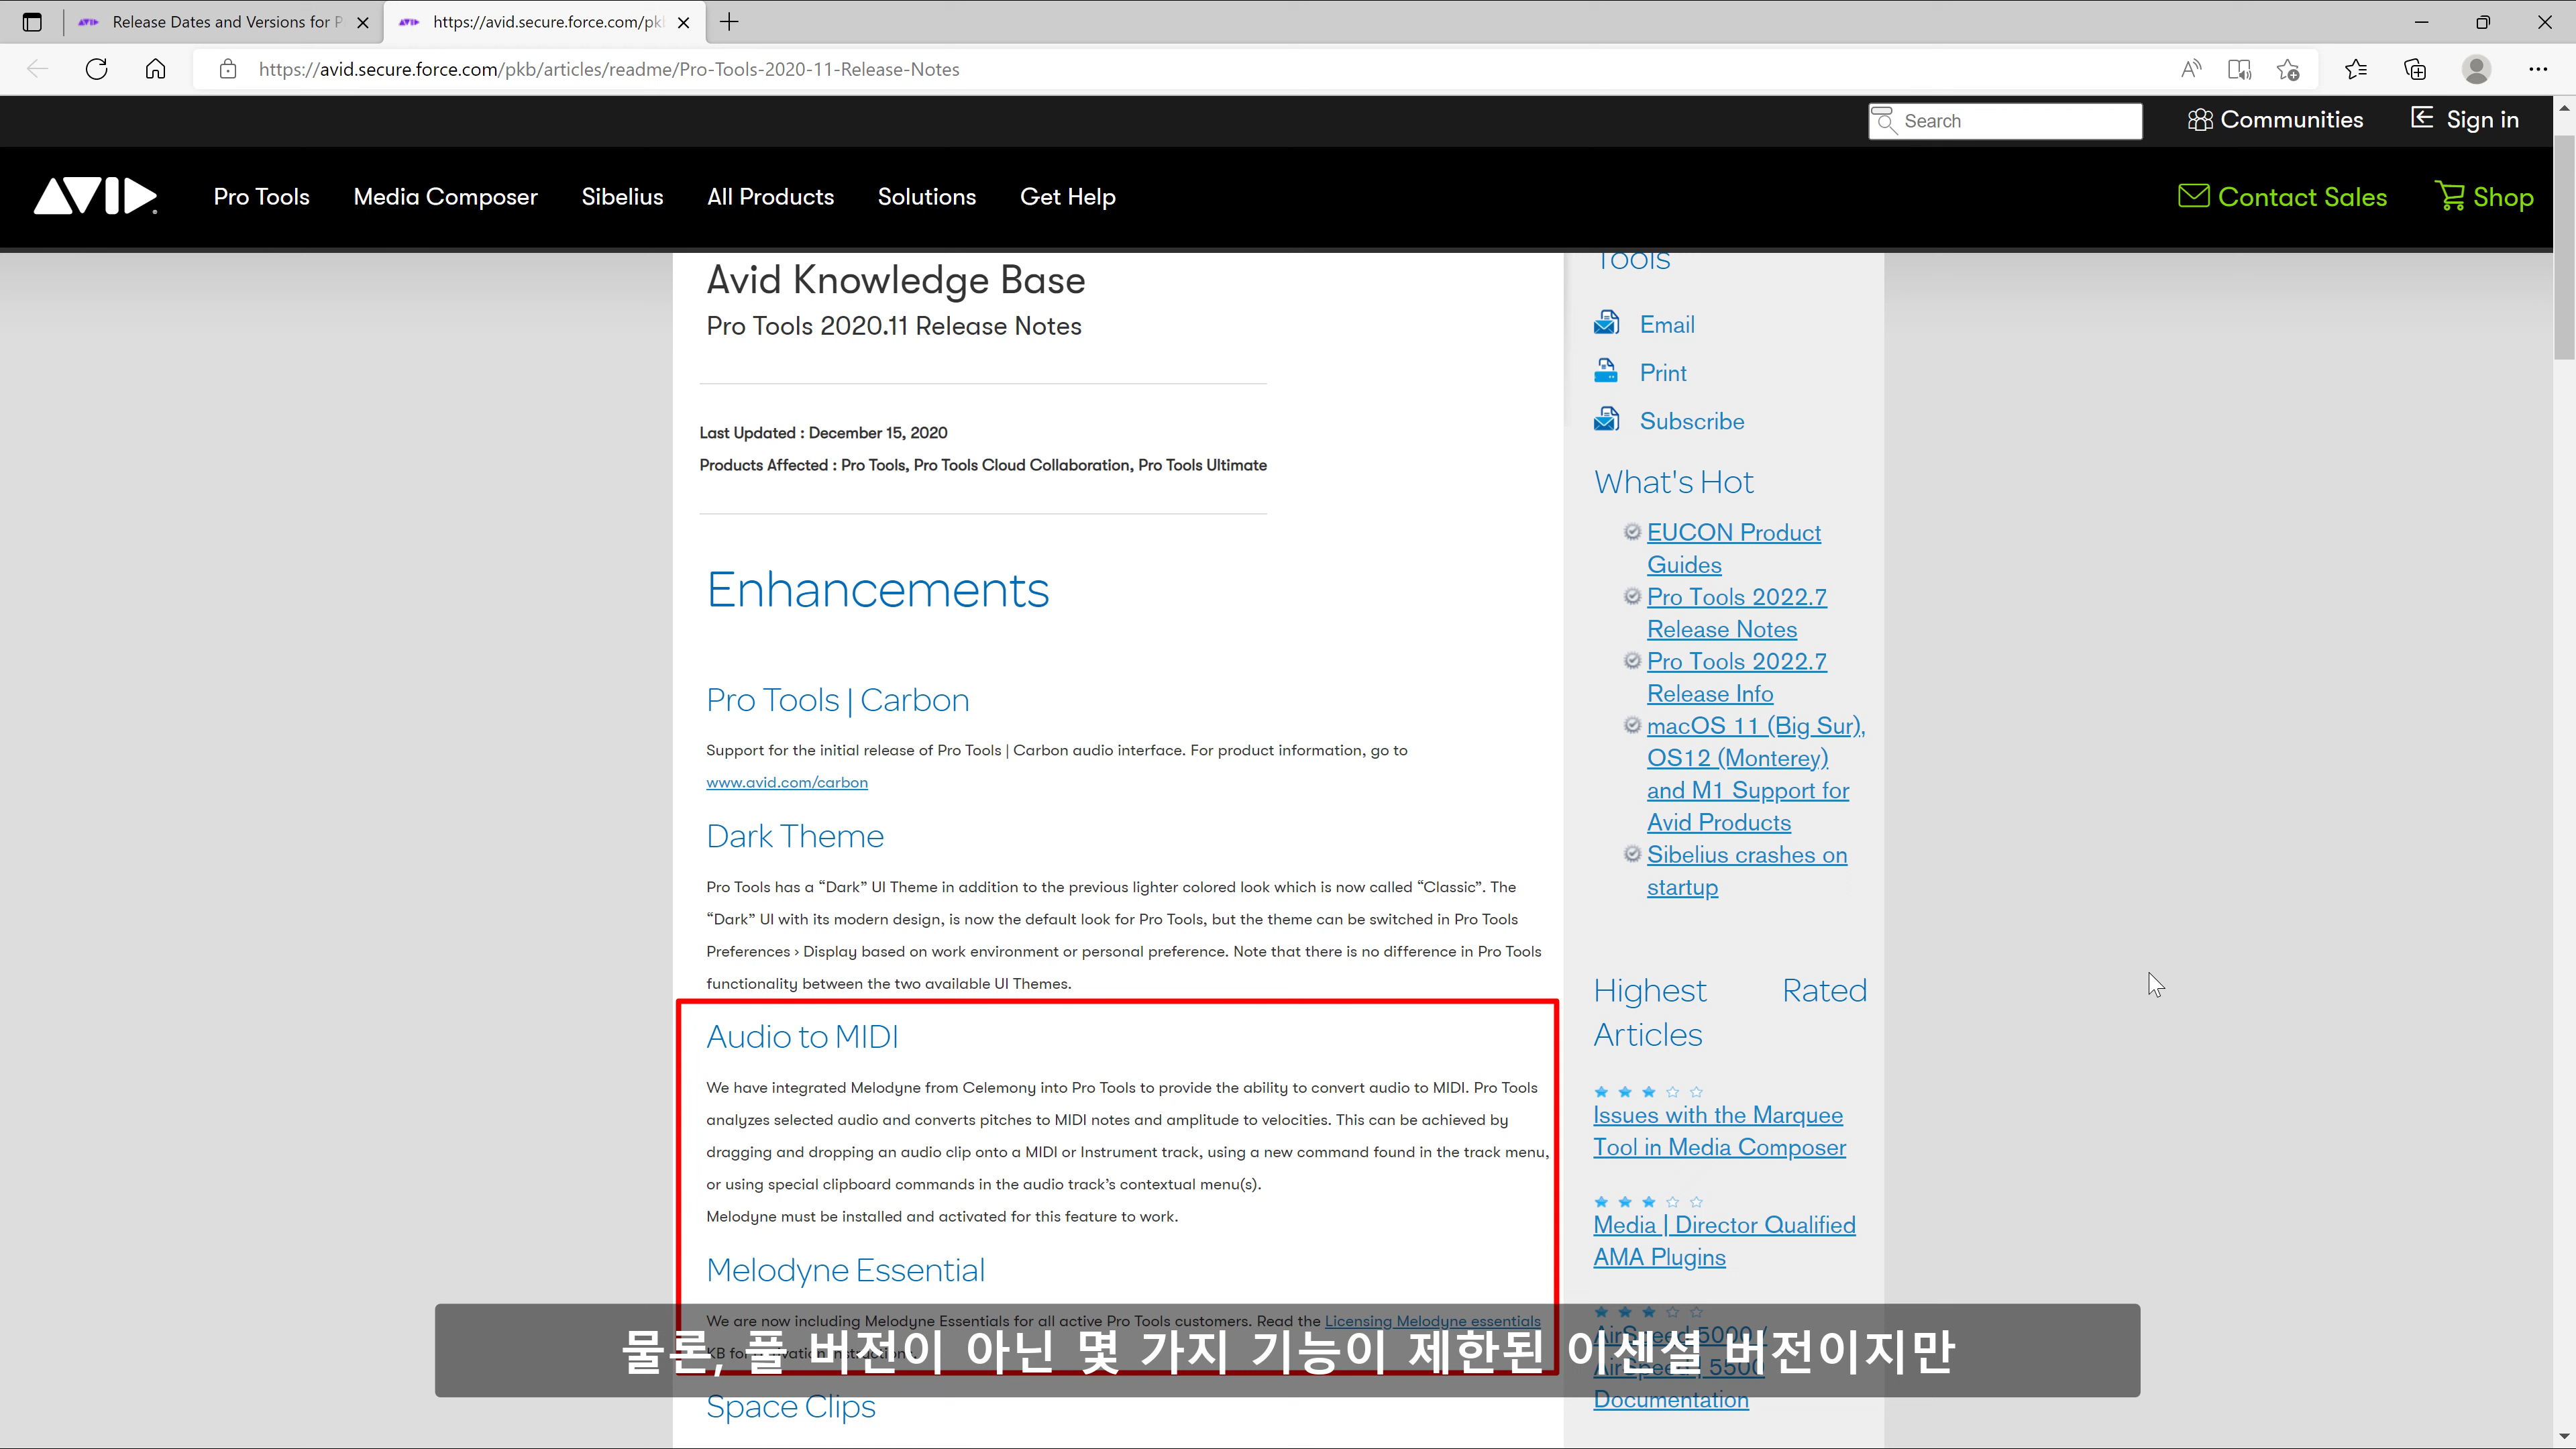 Release Dates and Versions for P
https://avid.secure.force.com/pkl
https://avid.secure.force.com/pkb/articles/readme/Pro-Tools-2020-11-Release-Notes
Search
Communities
Sign in
AVID
Pro Tools
Media Composer
Sibelius
All Products
Solutions
Get Help
Contact Sales
Shop
Avid Knowledge Base
Pro Tools 2020.11 Release Notes
Last Updated : December 15, 2020
Products Affected : Pro Tools, Pro Tools Cloud Collaboration, Pro Tools Ultimate
Enhancements
Pro Tools | Carbon
Support for the initial release of Pro Tools | Carbon audio interface. For product information, go to
www.avid.com/carbon
Dark Theme
Pro Tools has a “Dark” UI Theme in addition to the previous lighter colored look which is now called “Classic”. The
“Dark” UI with its modern design, is now the default look for Pro Tools, but the theme can be switched in Pro Tools
Preferences › Display based on work environment or personal preference. Note that there is no difference in Pro Tools
functionality between the two available UI Themes.
Audio to MIDI
We have integrated Melodyne from Celemony into Pro Tools to provide the ability to convert audio to MIDI. Pro Tools
analyzes selected audio and converts pitches to MIDI notes and amplitude to velocities. This can be achieved by
dragging and dropping an audio clip onto a MIDI or Instrument track, using a new command found in the track menu,
or using special clipboard commands in the audio track’s contextual menu(s).
Melodyne must be installed and activated for this feature to work.
Melodyne Essential
We are now including Melodyne Essentials for all active Pro Tools customers. Read the Licensing Melodyne essentials
KB for
Space Clips
Tools
Email
Print
Subscribe
What's Hot
EUCON Product
Guides
Pro Tools 2022.7
Release Notes
Pro Tools 2022.7
Release Info
macOS 11 (Big Sur),
OS12 (Monterey)
and M1 Support for
Avid Products
Sibelius crashes on
startup
Highest Rated
Articles
Issues with the Marquee
Tool in Media Composer
Media | Director Qualified
AMA Plugins
AirSpeed 5000 /
AirSpeed | 5500
Documentation
물론, 풀 버전이 아닌 몇 가지 기능이 제한된 이센셜 버전이지만